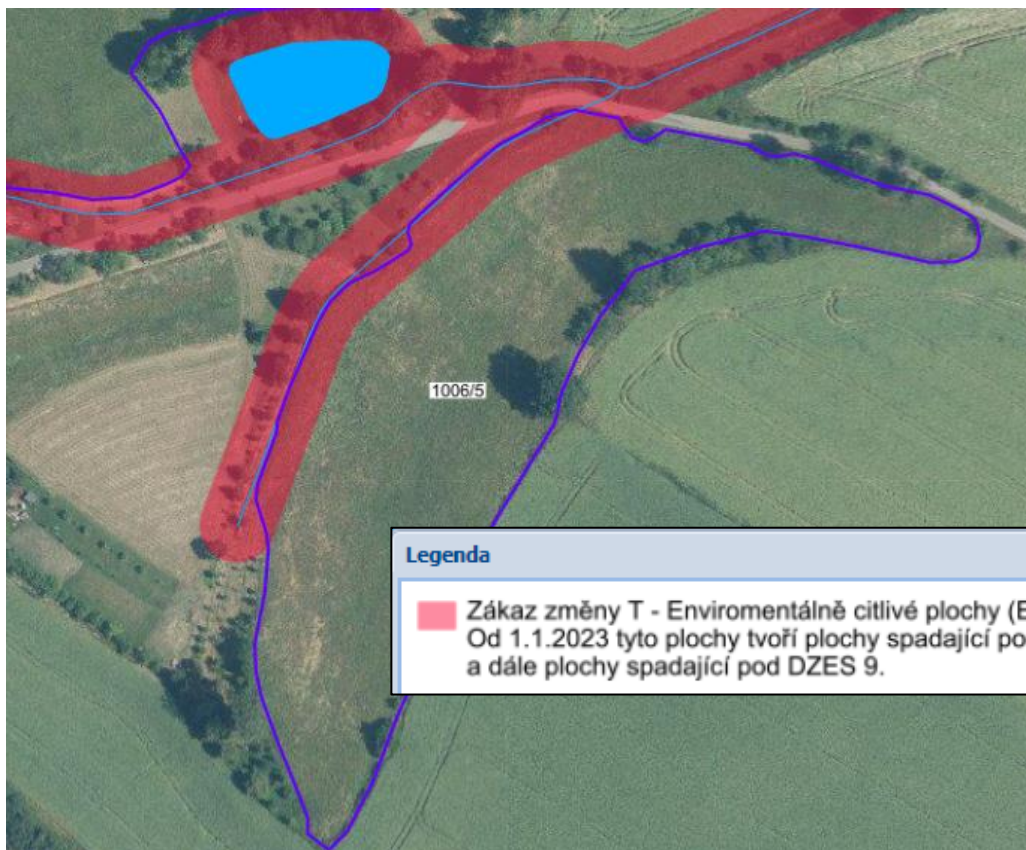 1006/5
Legenda
Zákaz změny T - Enviromentálně citlivé plochy (E
Od 1.1.2023 tyto plochy tvoří plochy spadající po
a dále plochy spadající pod DZES 9.